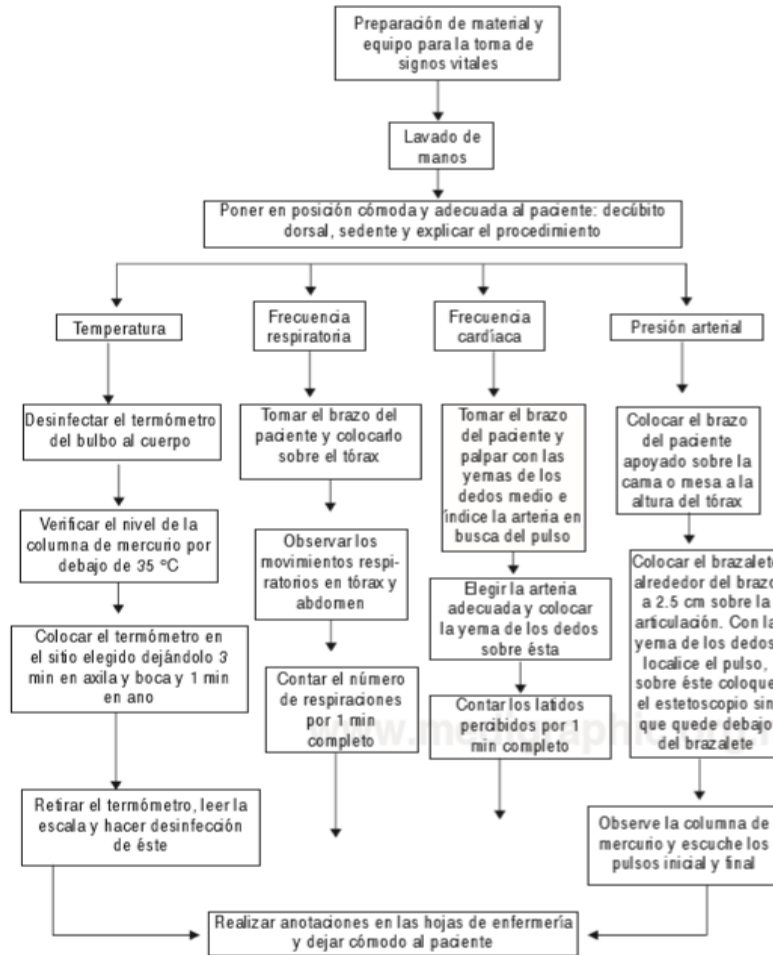 Preparación de material y
equipo para la toma de
signos vitales
Lavado de
manos
Poner en posición cómoda y adecuada al paciente: decúbito
dorsal, sedente y explicar el procedimiento
Temperatura
Desinfectar el termómetro
del bulbo al cuerpo
Verificar el nivel de la
columna de mercurio por
debajo de 35 °C
Colocar el termómetro en
el sitio elegido dejándolo 3
min en axila y boca y 1 min
en ano
Retirar el termómetro, leer la
escala y hacer desinfección
de éste
Frecuencia
respiratoria
Tomar el brazo del
paciente y colocarlo
sobre el tórax
Observar los
movimientos respi-
ratorios en tórax y
abdomen
Contar el número
de respiraciones
por 1 min
completo
Frecuencia
cardíaca
Tomar el brazo
del paciente y
palpar con las
yemas de los
dedos medio e
índice la arteria en
busca del pulso
Elegir la arteria
adecuada y colocar
la yema de los dedos
sobre ésta
Contar los latidos
percibidos por 1
min completo
Presión arterial
Colocar el brazo
del paciente
apoyado sobre la
cama o mesa a la
altura del tórax
Colocar el brazalete
alrededor del brazo
a 2.5 cm sobre la
articulación. Con la
yema de los dedos
localice el pulso,
sobre éste coloque
el estetoscopio sin
que quede debajo
del brazalete
Observe la columna de
mercurio y escuche los
pulsos inicial y final
Realizar anotaciones en las hojas de enfermería
y dejar cómodo al paciente